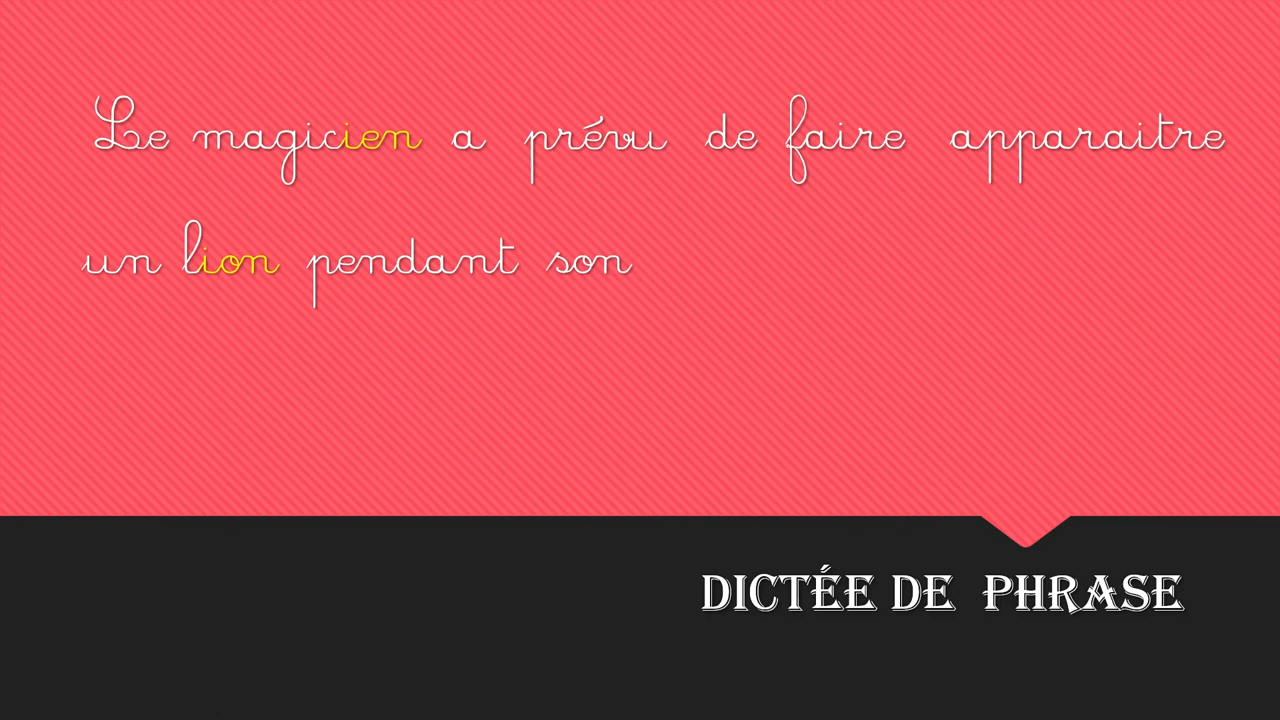 Le magicien a prévu de faire apparaitre
un lion pendant son
DICTÉE DE PHRASE